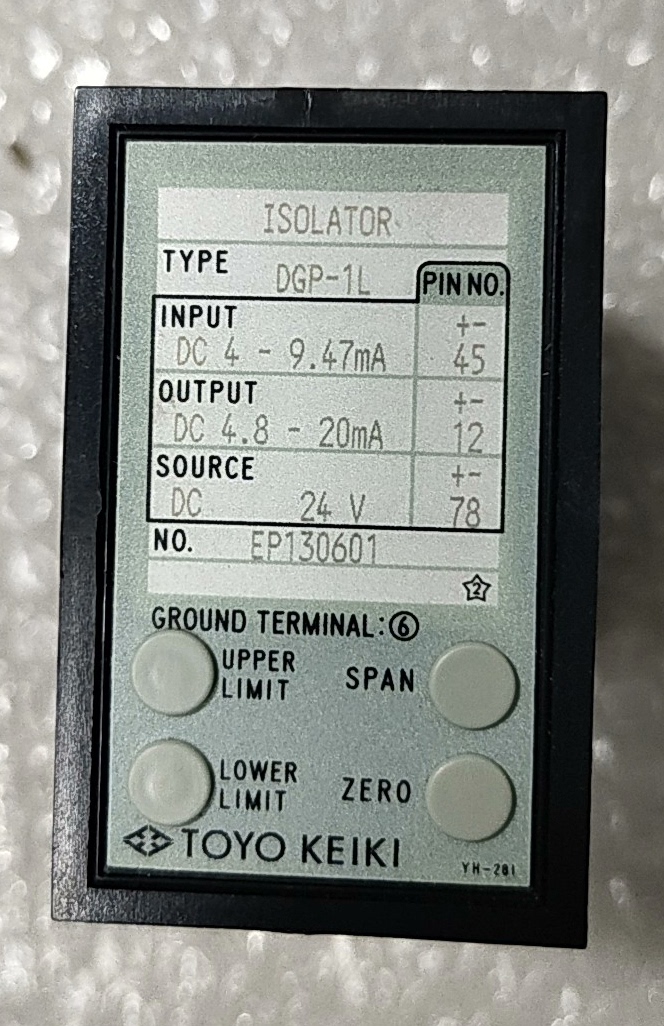 ISOLATOR
TYPE DGP-1L PIN NO.
INPUT +-
DC 4 - 9.47mA 45
OUTPUT +-
DC 4.8 - 20mA 12
SOURCE +-
DC 24 V 78
NO. EP130601
2
GROUND TERMINAL:⑥
UPPER LIMIT SPAN
LOWER LIMIT ZERO
TOYO KEIKI YH-281